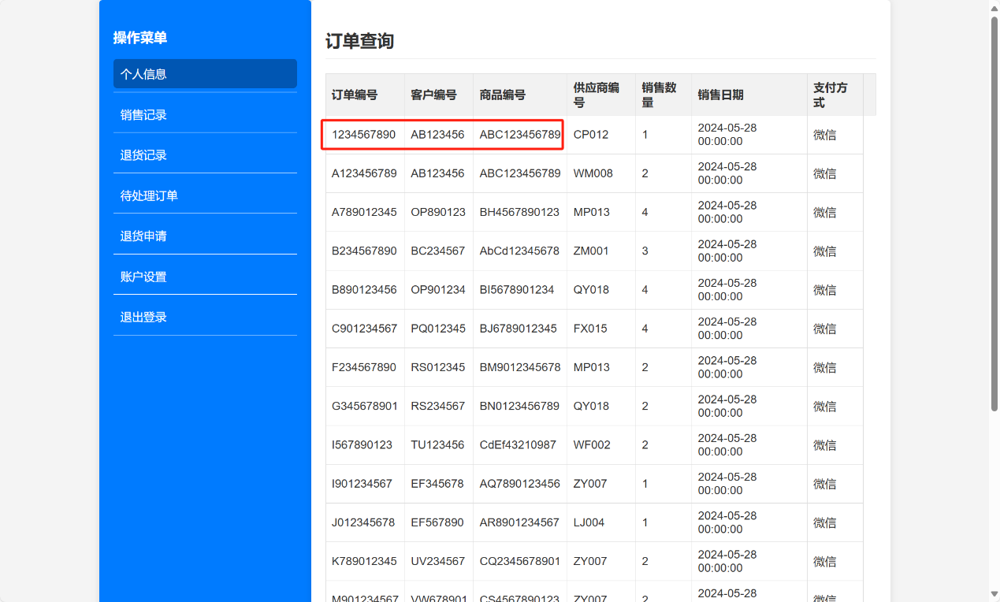 操作菜单
个人信息
销售记录
退货记录
待处理订单
退货申请
账户设置
退出登录
订单查询
订单编号 客户编号 商品编号 供应商编号 销售数量 销售日期 支付方式
1234567890 AB123456 ABC123456789 CP012 1 2024-05-28 00:00:00 微信
A123456789 AB123456 ABC123456789 WM008 2 2024-05-28 00:00:00 微信
A789012345 OP890123 BH4567890123 MP013 4 2024-05-28 00:00:00 微信
B234567890 BC234567 AbCd12345678 ZM001 3 2024-05-28 00:00:00 微信
B890123456 OP901234 BI5678901234 QY018 4 2024-05-28 00:00:00 微信
C901234567 PQ012345 BJ6789012345 FX015 4 2024-05-28 00:00:00 微信
F234567890 RS012345 BM9012345678 MP013 2 2024-05-28 00:00:00 微信
G345678901 RS234567 BN0123456789 QY018 2 2024-05-28 00:00:00 微信
I567890123 TU123456 CdEf43210987 WF002 2 2024-05-28 00:00:00 微信
I901234567 EF345678 AQ7890123456 ZY007 1 2024-05-28 00:00:00 微信
J012345678 EF567890 AR8901234567 LJ004 1 2024-05-28 00:00:00 微信
K789012345 UV234567 CQ2345678901 ZY007 2 2024-05-28 00:00:00 微信
M901234567 VW678901 CS4567890123 ZY007 2 2024-05-28 微信